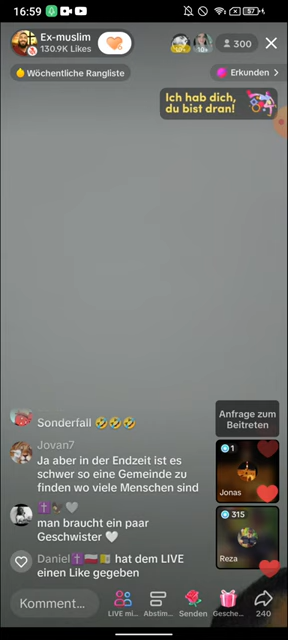 16:59
57
Ex-muslim
130.9K Likes
10+
10+
300
Wöchentliche Rangliste
Erkunden >
Ich hab dich,
du bist dran!
Sonderfall 🤣🤣🤣
Jovan7
Ja aber in der Endzeit ist es
schwer so eine Gemeinde zu
finden wo viele Menschen sind
man braucht ein paar
Geschwister 🤍
Daniel✝️🇵🇱🇻🇦 hat dem LIVE
einen Like gegeben
Anfrage zum
Beitreten
1
Jonas
315
Reza
Komment...
LIVE mi...
Abstim...
Senden
Gesche...
240